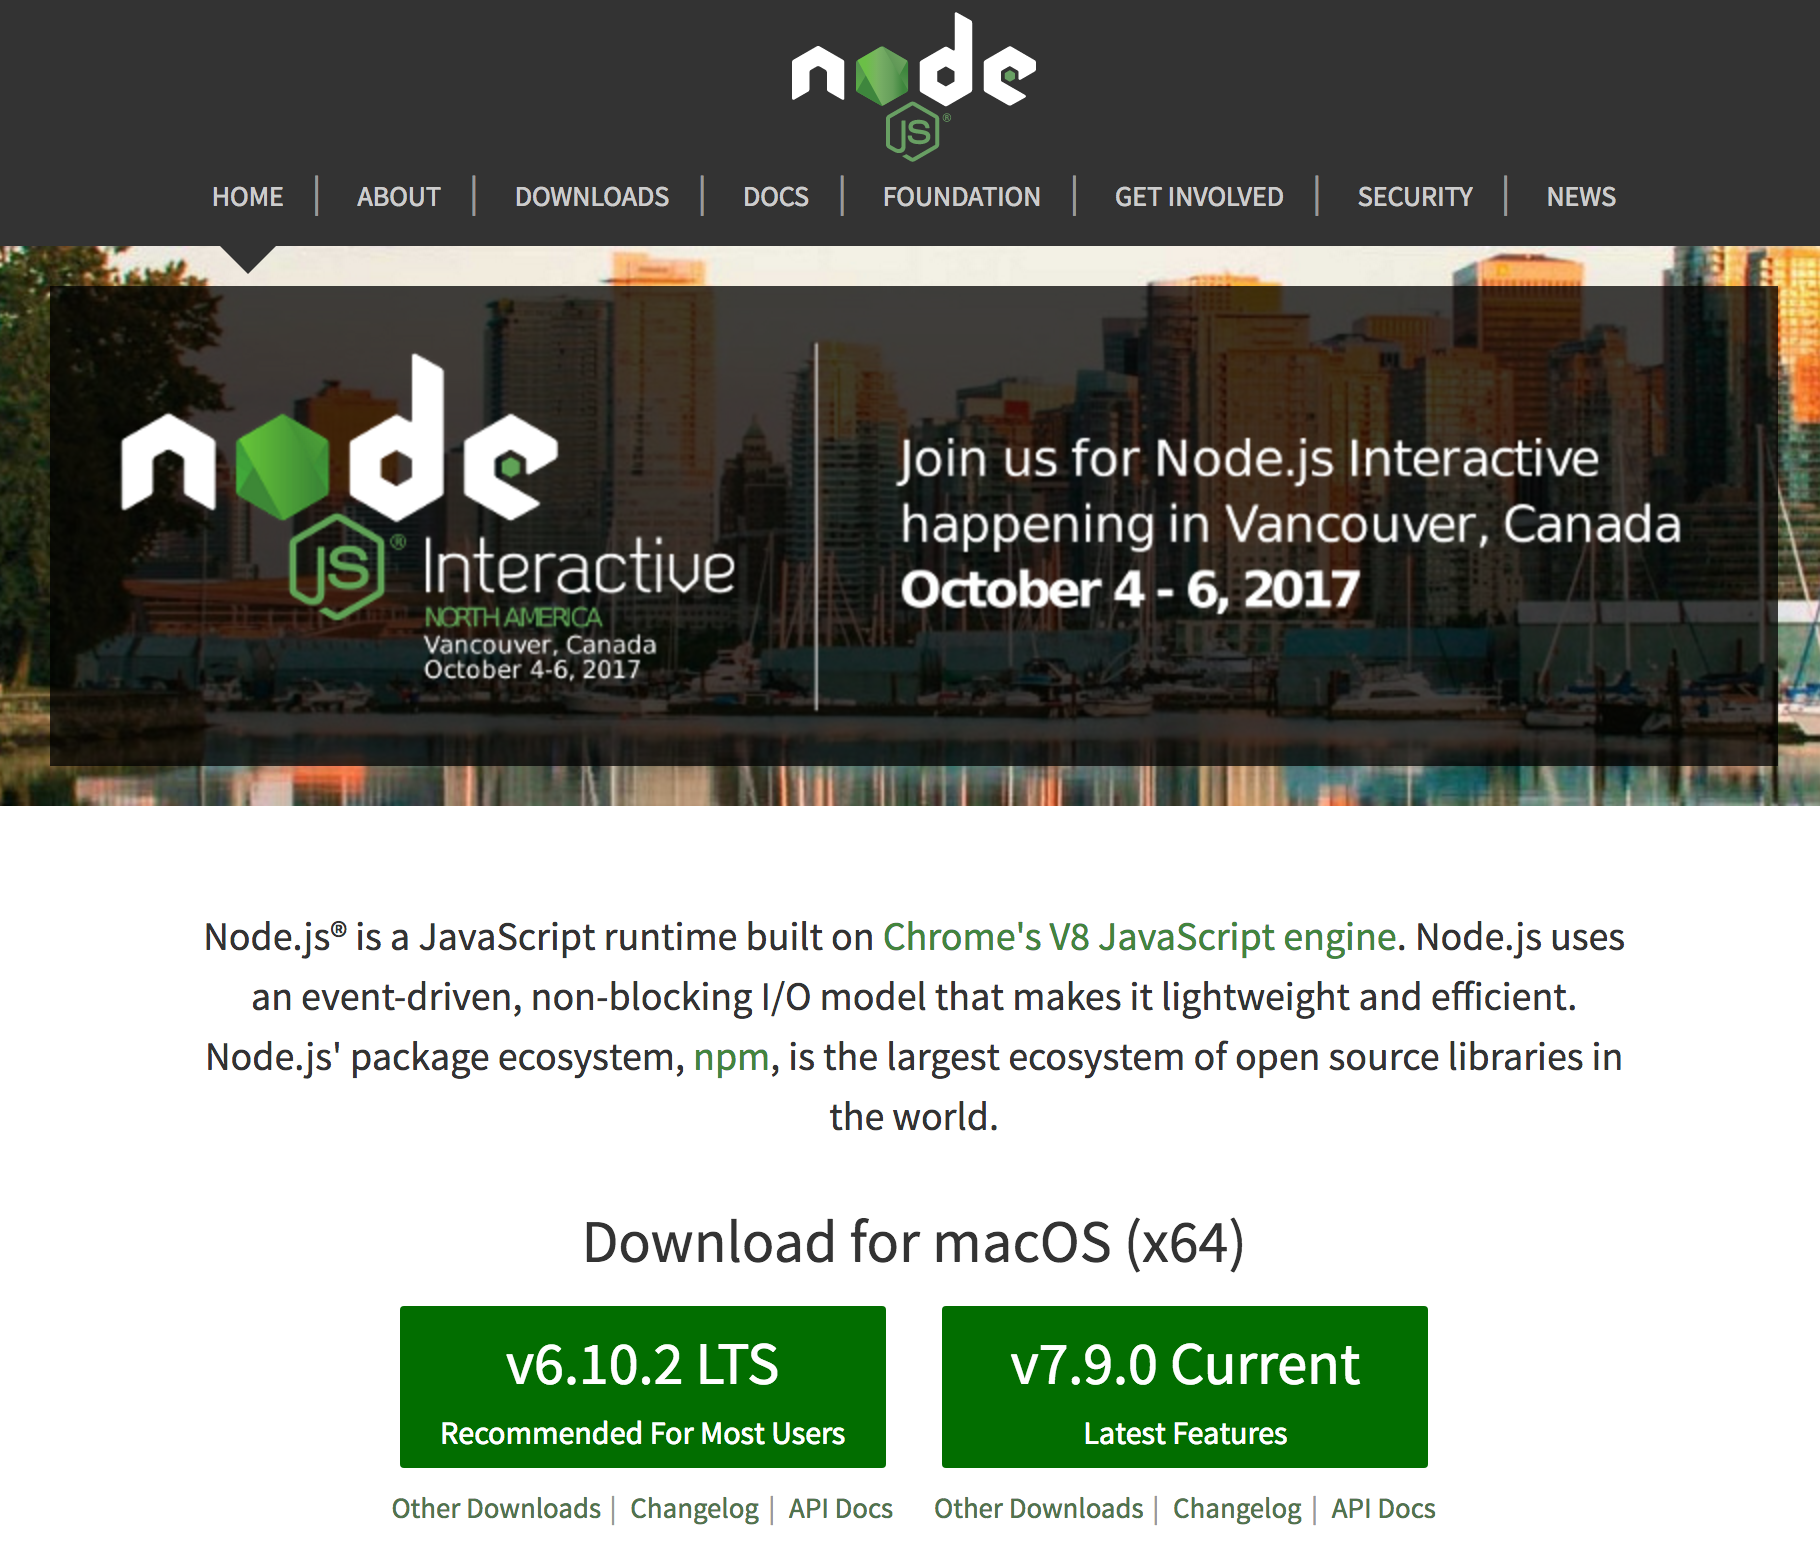 node
JS®
HOME | ABOUT | DOWNLOADS | DOCS | FOUNDATION | GET INVOLVED | SECURITY | NEWS
node
JS® Interactive
NORTH AMERICA
Vancouver, Canada
October 4-6, 2017
Join us for Node.js Interactive
happening in Vancouver, Canada
October 4 - 6, 2017
Node.js® is a JavaScript runtime built on Chrome's V8 JavaScript engine. Node.js uses
an event-driven, non-blocking I/O model that makes it lightweight and efficient.
Node.js' package ecosystem, npm, is the largest ecosystem of open source libraries in
the world.
Download for macOS (x64)
v6.10.2 LTS
Recommended For Most Users
Other Downloads | Changelog | API Docs
v7.9.0 Current
Latest Features
Other Downloads | Changelog | API Docs